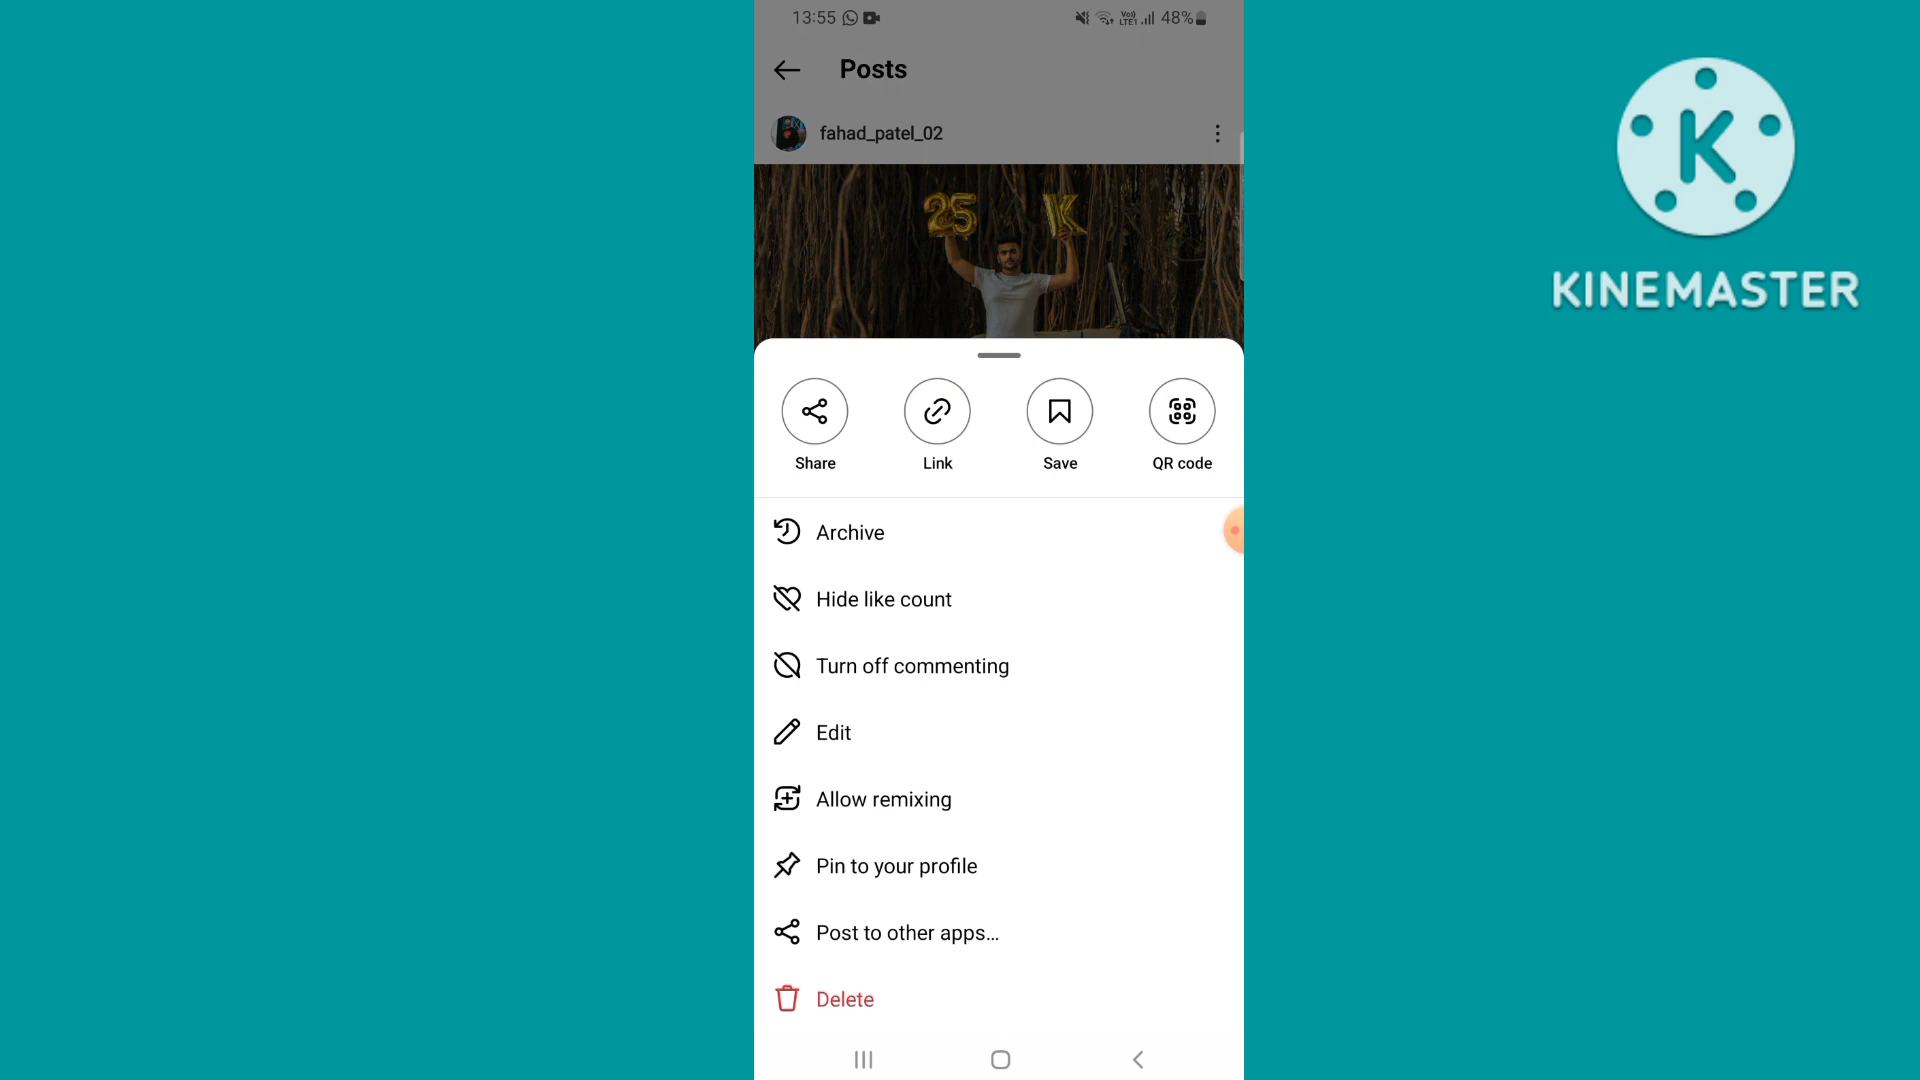 13:55 48%
Posts
fahad_patel_02
25 K
K
KINEMASTER
Share Link Save QR code
Archive
Hide like count
Turn off commenting
Edit
Allow remixing
Pin to your profile
Post to other apps...
Delete